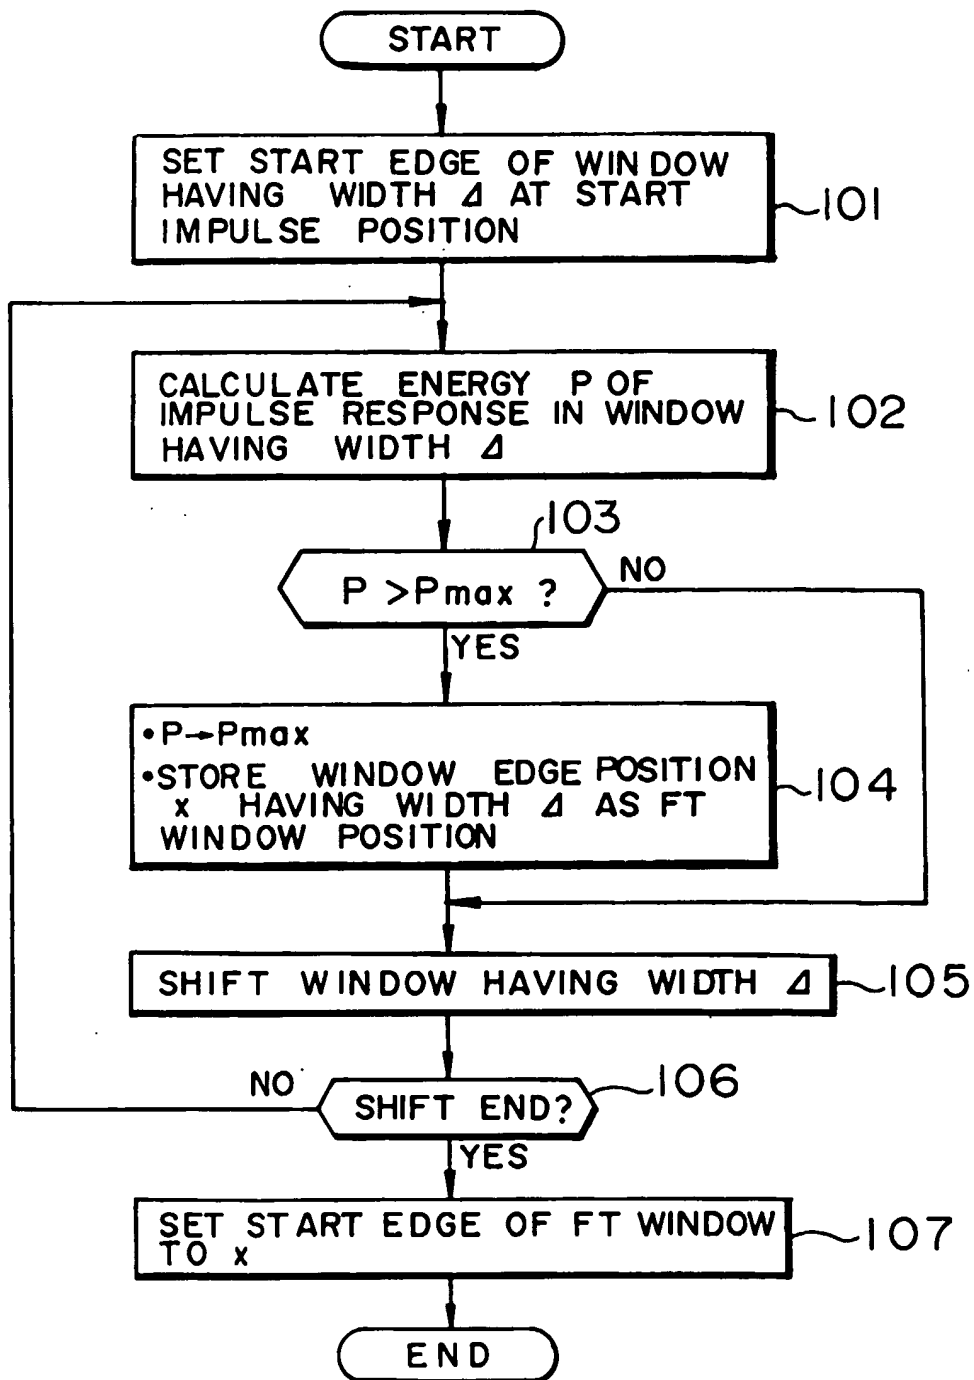 START
SET START EDGE OF WINDOW
HAVING WIDTH Δ AT START
IMPULSE POSITION
101
CALCULATE ENERGY P OF
IMPULSE RESPONSE IN WINDOW
HAVING WIDTH Δ
102
103
P > Pmax ?
NO
YES
•P→Pmax
•STORE WINDOW EDGE POSITION
x HAVING WIDTH Δ AS FT
WINDOW POSITION
104
SHIFT WINDOW HAVING WIDTH Δ
105
106
NO
SHIFT END?
YES
SET START EDGE OF FT WINDOW
TO x
107
END